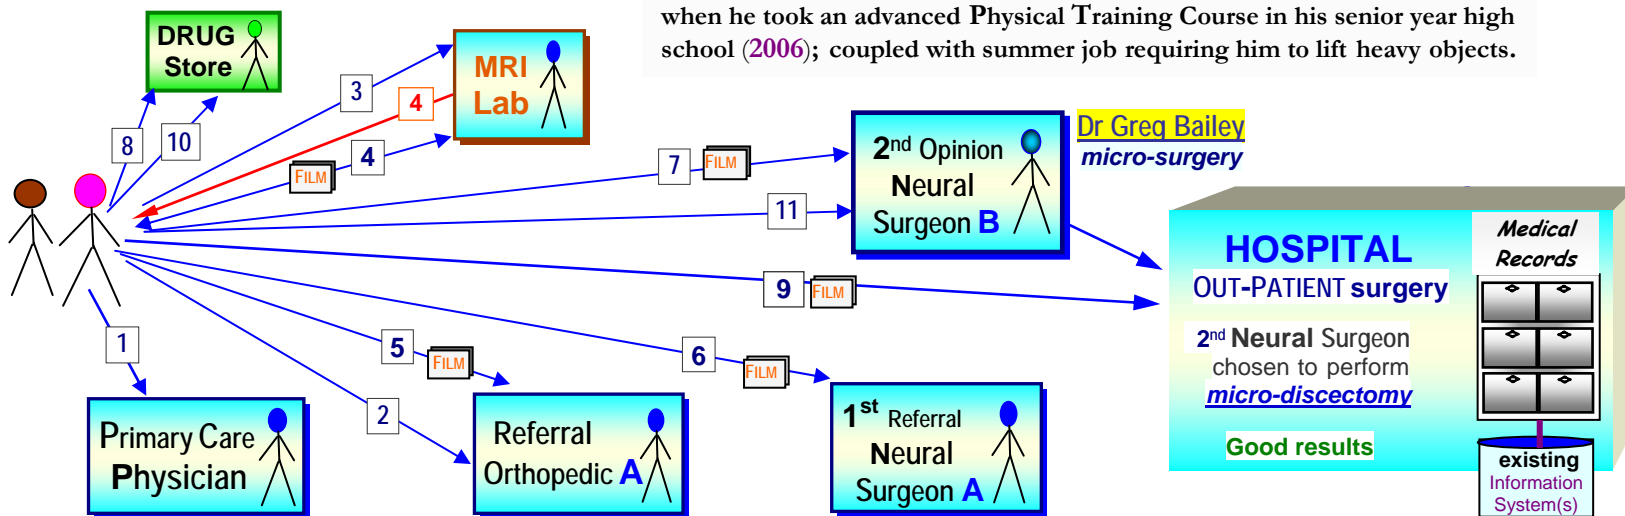 when he took an advanced Physical Training Course in his senior year high
school (2006); coupled with summer job requiring him to lift heavy objects.
DRUG
Store
MRI
Lab
3
4
8
10
4
FILM
7
FILM
11
2nd Opinion
Neural
Surgeon B
Dr Greg Bailey
micro-surgery
9
FILM
1
2
5
FILM
6
FILM
Primary Care
Physician
Referral
Orthopedic A
1st Referral
Neural
Surgeon A
HOSPITAL
OUT-PATIENT surgery
2nd Neural Surgeon
chosen to perform
micro-discectomy
Good results
Medical
Records
existing
Information
System(s)